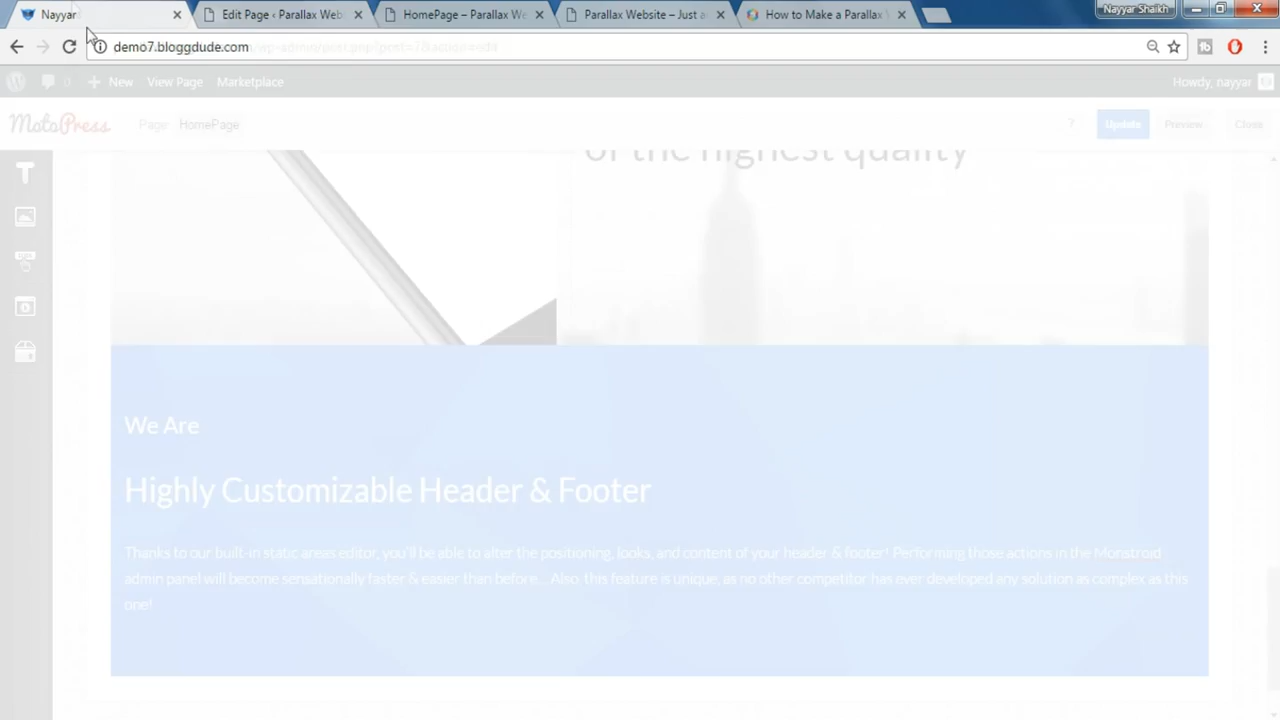 Nayyar
Edit Page ‹ Parallax Web
HomePage – Parallax We
Parallax Website – Just a
How to Make a Parallax
Nayyar Shaikh
demo7.bloggdude.com
0
New
View Page
Marketplace
Howdy, nayyar
MotoPress
Page:
HomePage
?
Update
Preview
Close
of the highest quality
We Are
Highly Customizable Header & Footer
Thanks to our built-in static areas editor, you'll be able to alter the positioning, looks, and content of your header & footer! Performing those actions in the Monstroid
admin panel will become sensationally faster & easier than before. Also, this feature is unique, as no other competitor has ever developed any solution as complex as this
one!